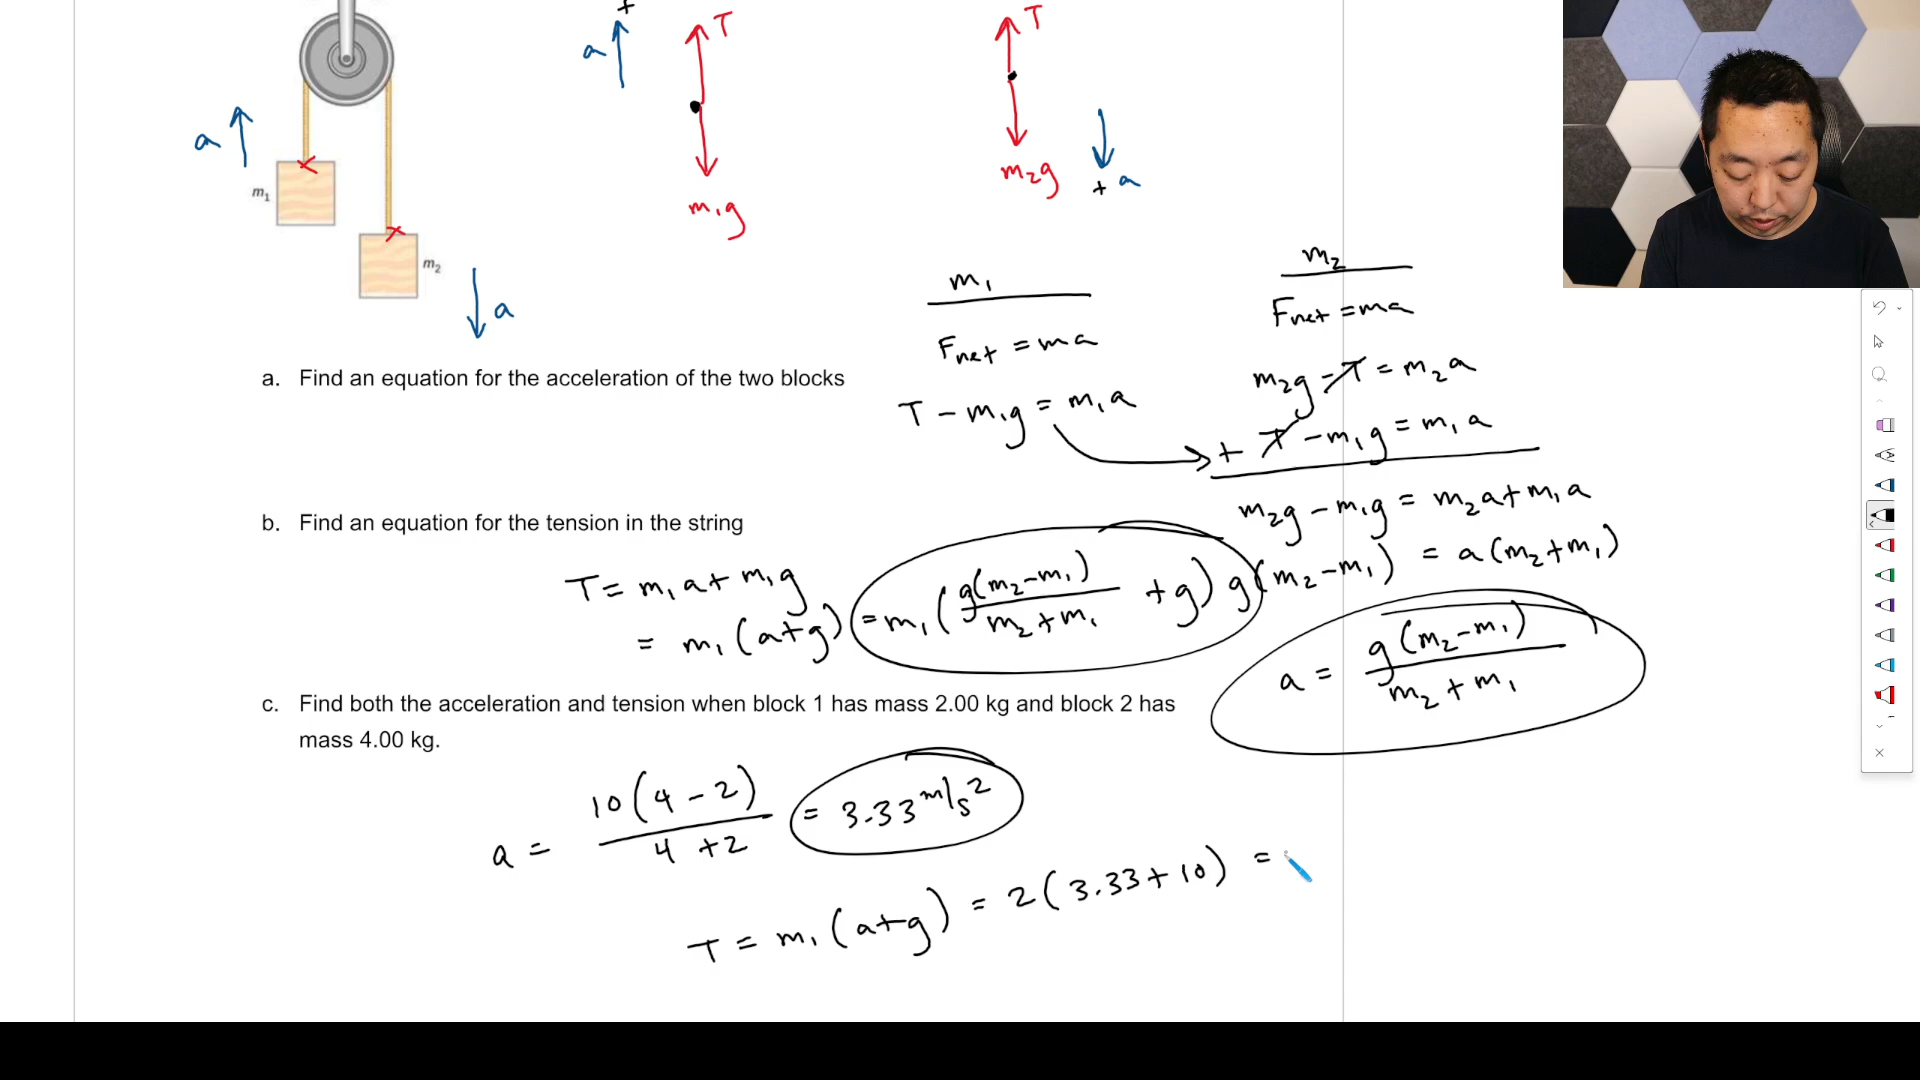 +
a
T
T
a
m₁
m₁g
m₂g
+ a
m₂
a
m₁
Fnet = ma
T - m₁g = m₁a
m₂
Fnet = ma
m₂g - T = m₂a
+ T - m₁g = m₁a
m₂g - m₁g = m₂a + m₁a
g(m₂ - m₁) = a(m₂ + m₁)
a = g(m₂ - m₁) / m₂ + m₁
a. Find an equation for the acceleration of the two blocks
b. Find an equation for the tension in the string
T = m₁a + m₁g
= m₁(a + g) = m₁(g(m₂ - m₁) / m₂ + m₁ + g)
c. Find both the acceleration and tension when block 1 has mass 2.00 kg and block 2 has
mass 4.00 kg.
a = 10(4 - 2) / 4 + 2 = 3.33 m/s²
T = m₁(a + g) = 2(3.33 + 10) =